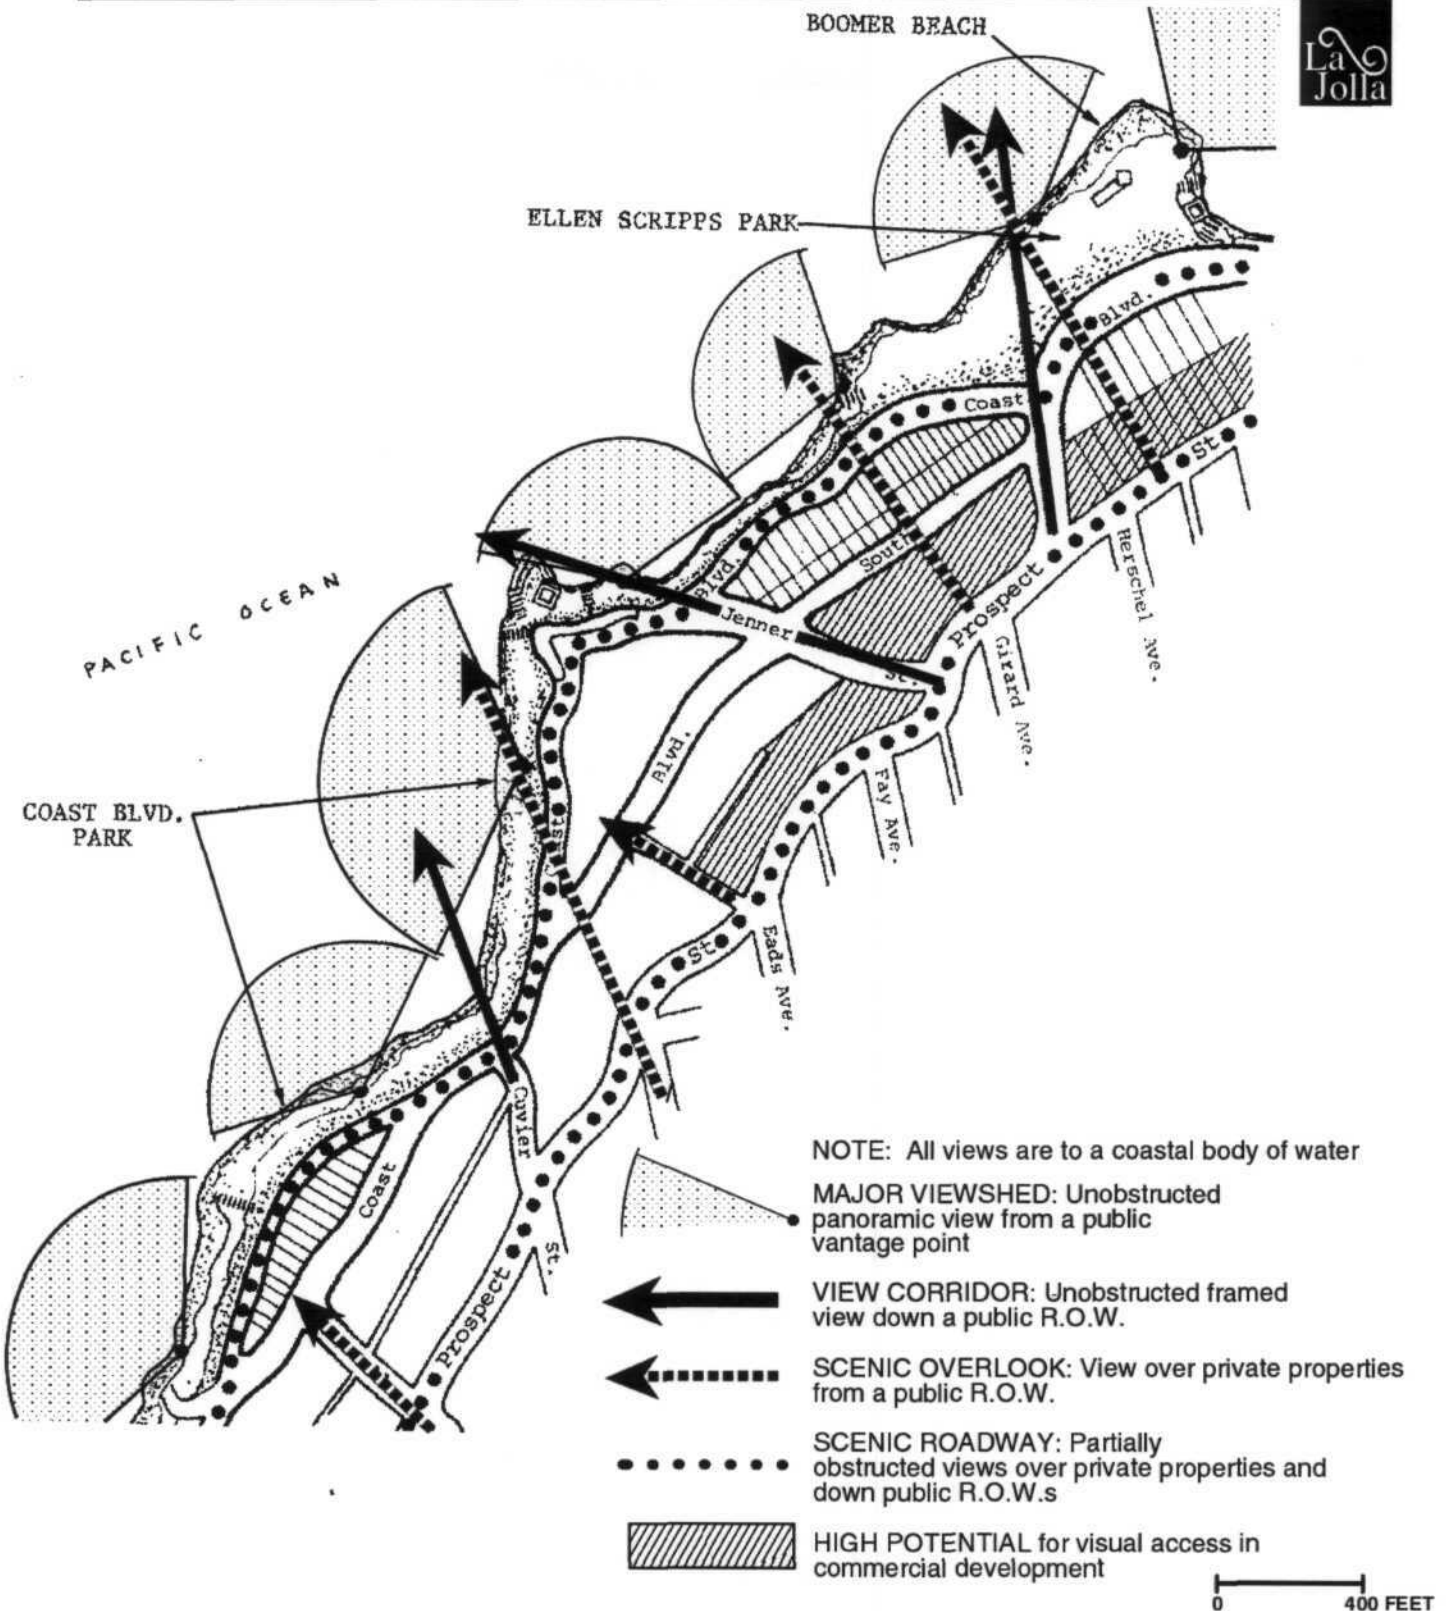 BOOMER BEACH
La
Jolla
ELLEN SCRIPPS PARK
Blvd.
Coast
St
South
Blvd.
Jenner
St.
Prospect
Herschel Ave.
Girard Ave.
PACIFIC OCEAN
Blvd.
Fay Ave.
COAST BLVD.
PARK
St
Eads Ave.
Cuvier
St.
Coast
Prospect
NOTE: All views are to a coastal body of water
MAJOR VIEWSHED: Unobstructed
panoramic view from a public
vantage point
VIEW CORRIDOR: Unobstructed framed
view down a public R.O.W.
SCENIC OVERLOOK: View over private properties
from a public R.O.W.
SCENIC ROADWAY: Partially
obstructed views over private properties and
down public R.O.W.s
HIGH POTENTIAL for visual access in
commercial development
0 400 FEET